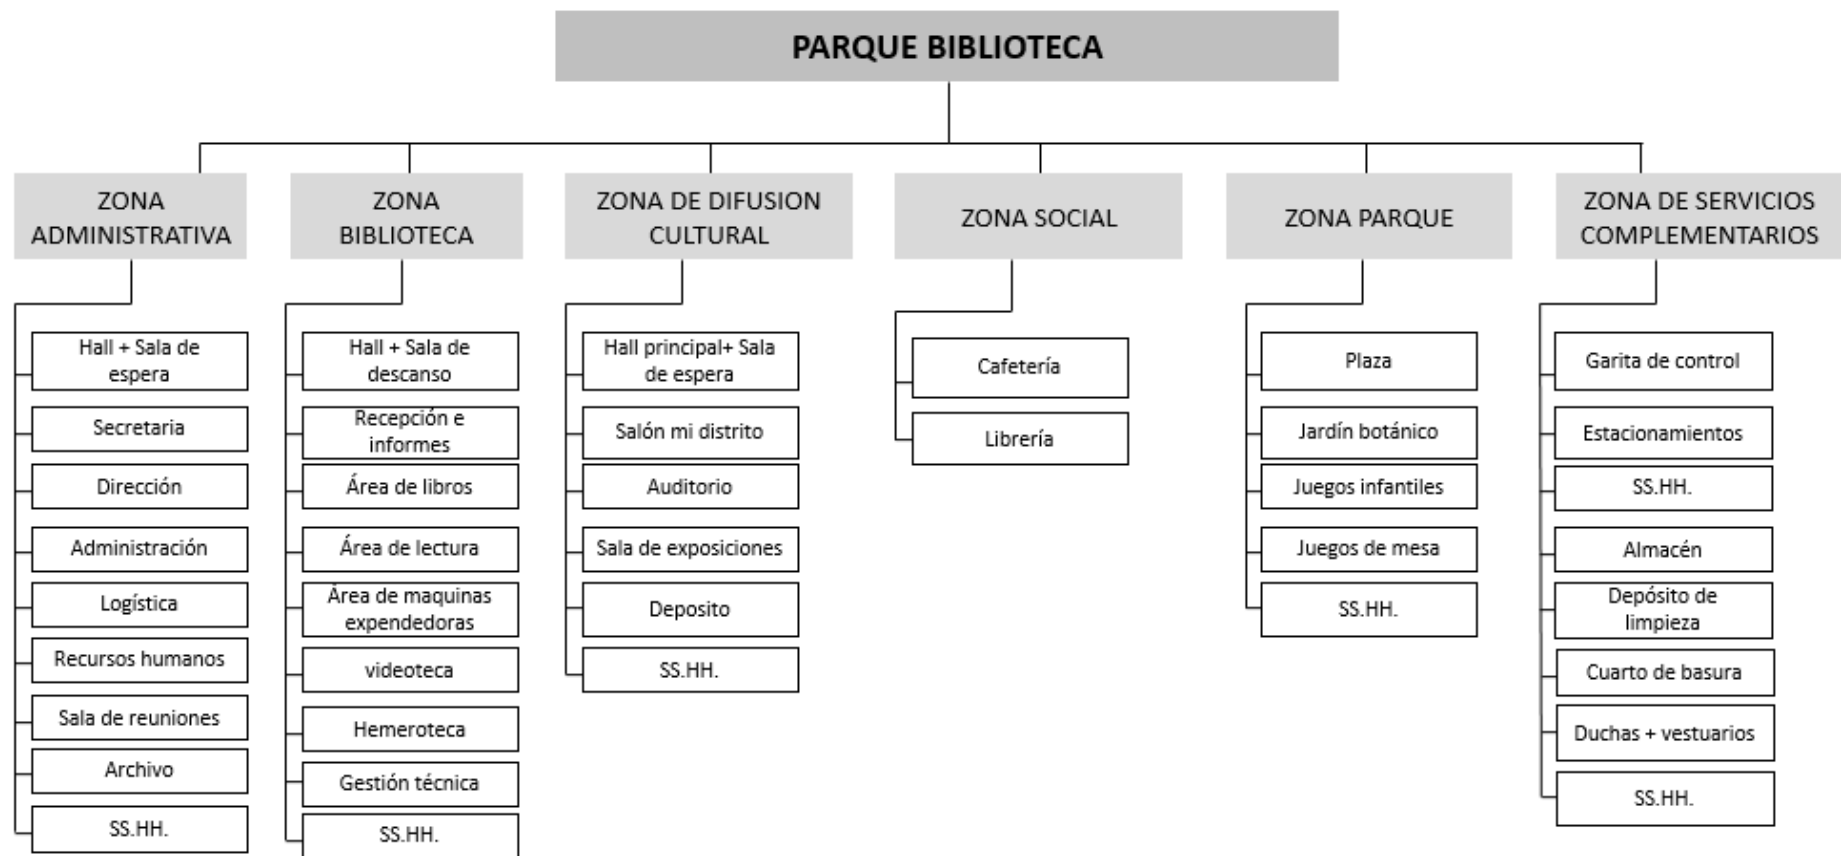 PARQUE BIBLIOTECA
ZONA
ADMINISTRATIVA
Hall + Sala de
espera
Secretaria
Dirección
Administración
Logística
Recursos humanos
Sala de reuniones
Archivo
SS.HH.
ZONA
BIBLIOTECA
Hall + Sala de
descanso
Recepción e
informes
Área de libros
Área de lectura
Área de maquinas
expendedoras
videoteca
Hemeroteca
Gestión técnica
SS.HH.
ZONA DE DIFUSION
CULTURAL
Hall principal+ Sala
de espera
Salón mi distrito
Auditorio
Sala de exposiciones
Deposito
SS.HH.
ZONA SOCIAL
Cafetería
Librería
ZONA PARQUE
Plaza
Jardín botánico
Juegos infantiles
Juegos de mesa
SS.HH.
ZONA DE SERVICIOS
COMPLEMENTARIOS
Garita de control
Estacionamientos
SS.HH.
Almacén
Depósito de
limpieza
Cuarto de basura
Duchas + vestuarios
SS.HH.